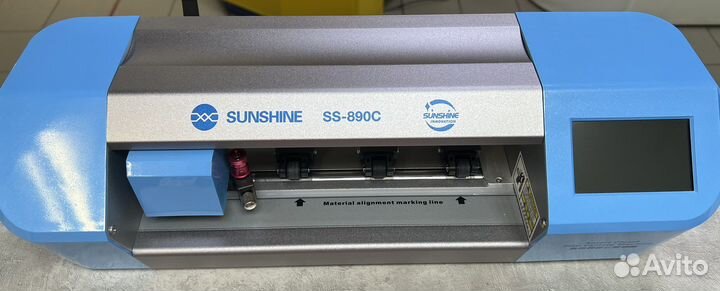 SUNSHINE SS-890C
SUNSHINE
INNOVATION
Material alignment marking line
Avito